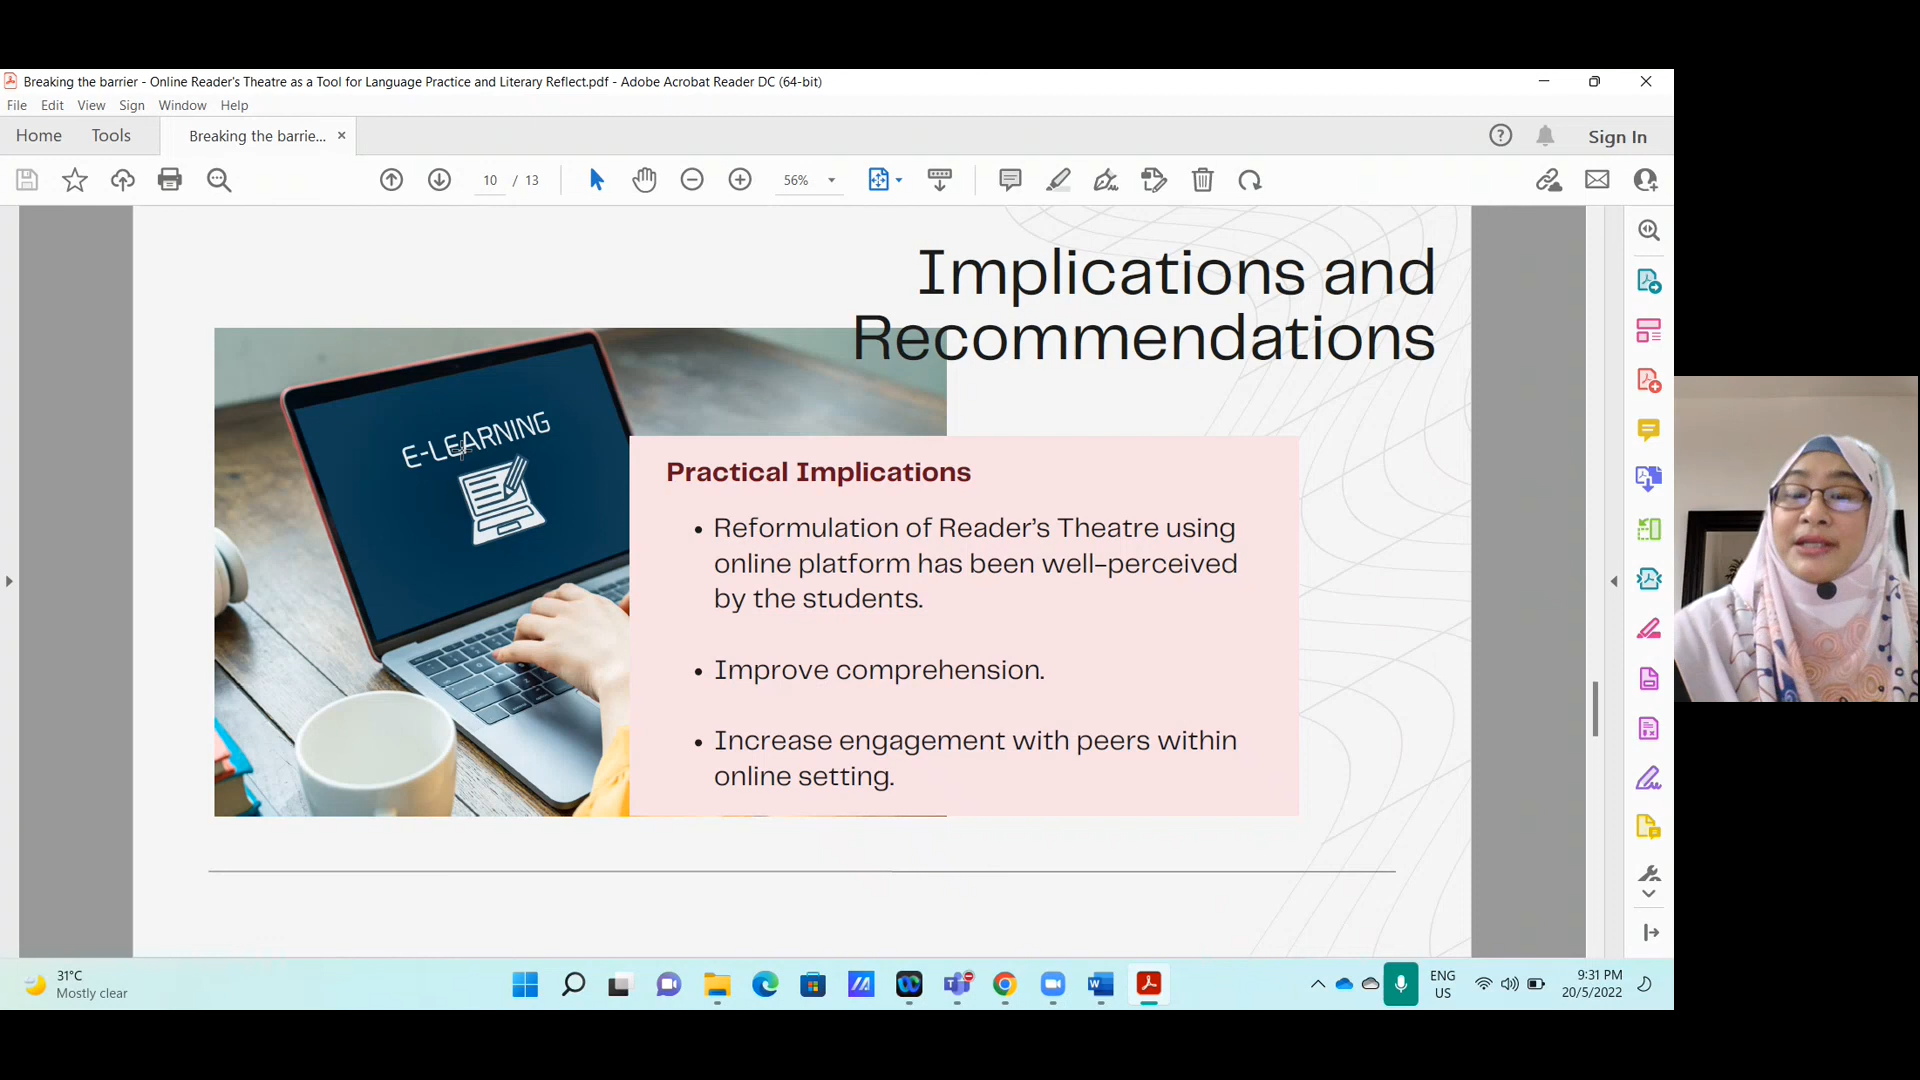 Breaking the barrier - Online Reader's Theatre as a Tool for Language Practice and Literary Reflect.pdf - Adobe Acrobat Reader DC (64-bit)
File Edit View Sign Window Help
Home Tools Breaking the barrie... Sign In
10 / 13 56%
Implications and
Recommendations
E-LEARNING
Practical Implications
• Reformulation of Reader's Theatre using
online platform has been well-perceived
by the students.
• Improve comprehension.
• Increase engagement with peers within
online setting.
31°C
Mostly clear
ENG
US
9:31 PM
20/5/2022